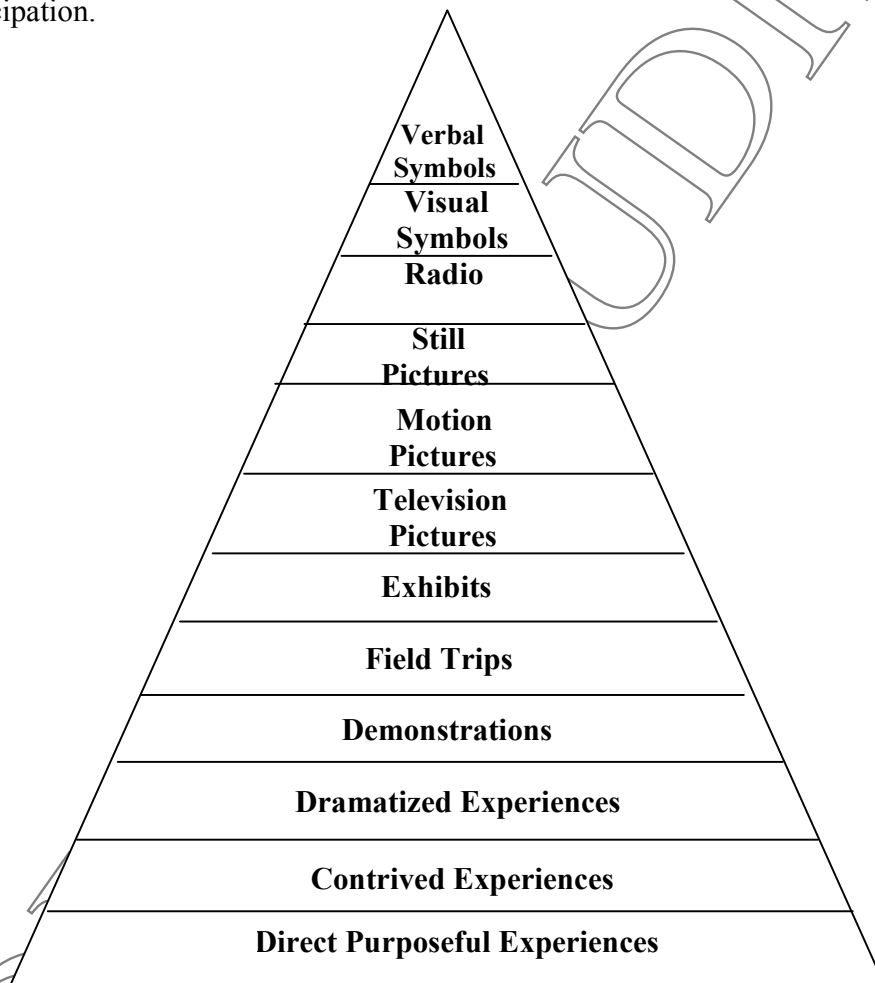 cipation.
Verbal
Symbols
Visual
Symbols
Radio
Still
Pictures
Motion
Pictures
Television
Pictures
Exhibits
Field Trips
Demonstrations
Dramatized Experiences
Contrived Experiences
Direct Purposeful Experiences